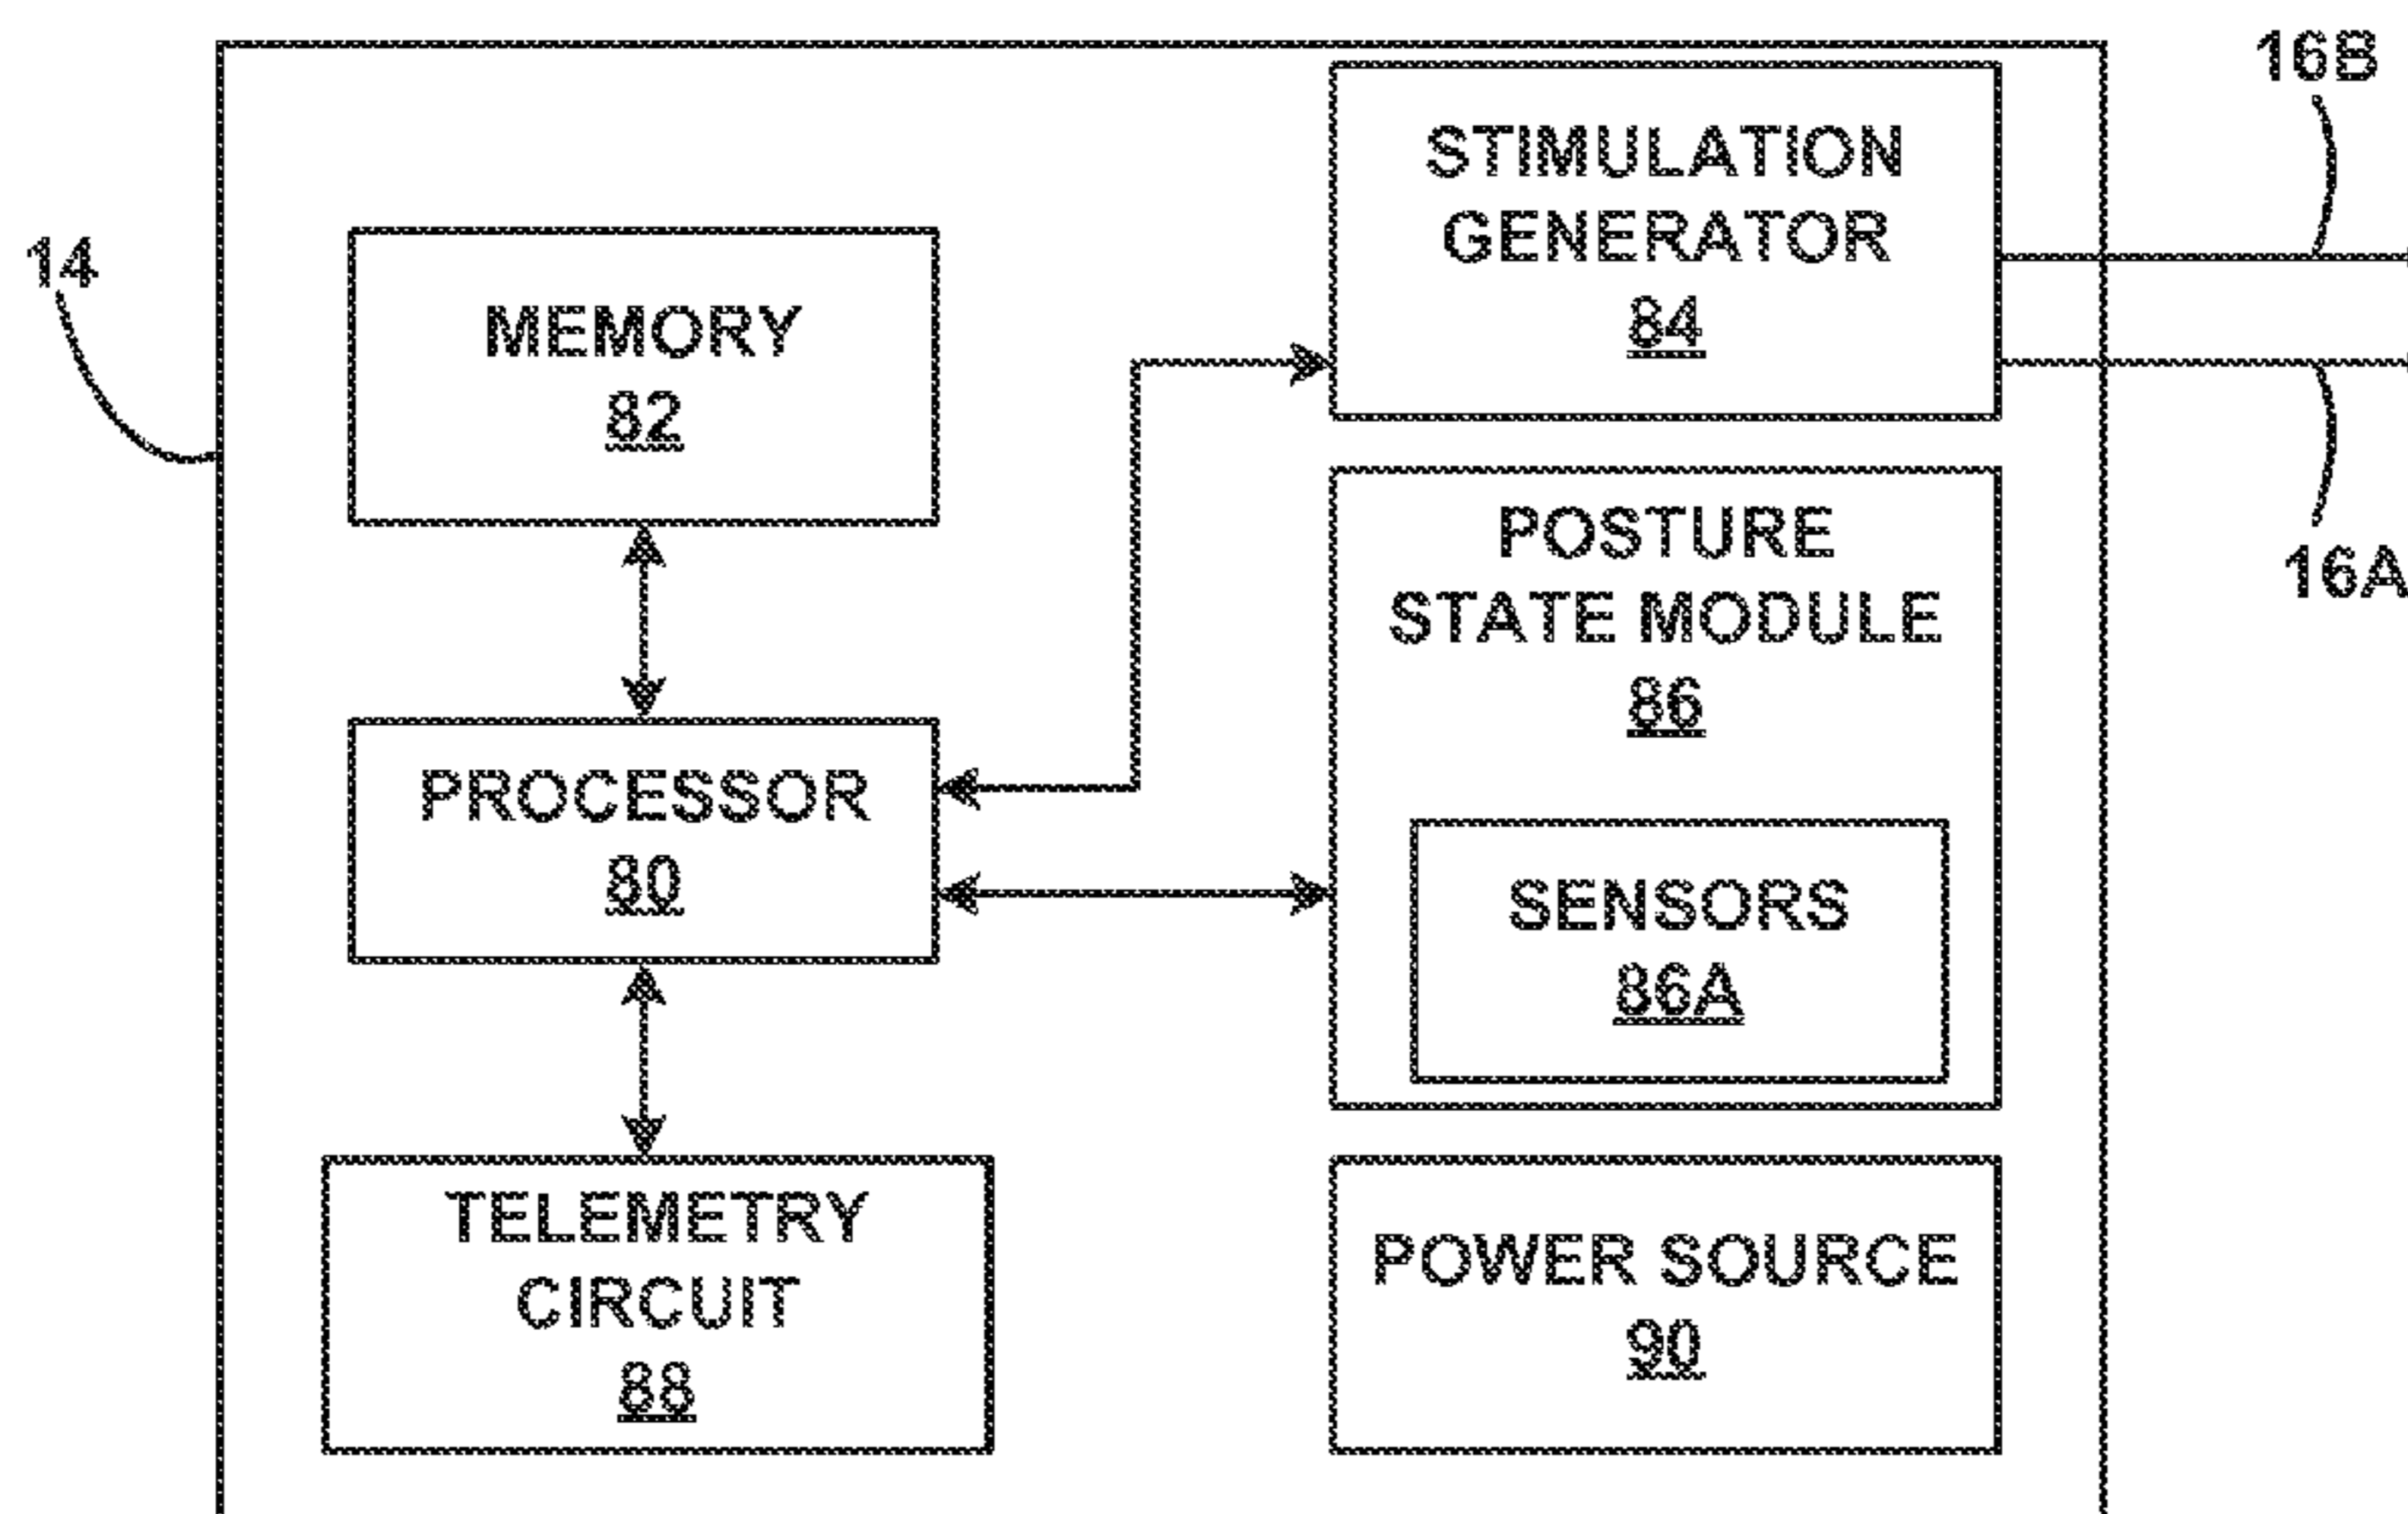 16B
STIMULATION
GENERATOR
84
14
MEMORY
82
16A
POSTURE
STATE MODULE
86
PROCESSOR
80
SENSORS
86A
TELEMETRY
CIRCUIT
88
POWER SOURCE
90